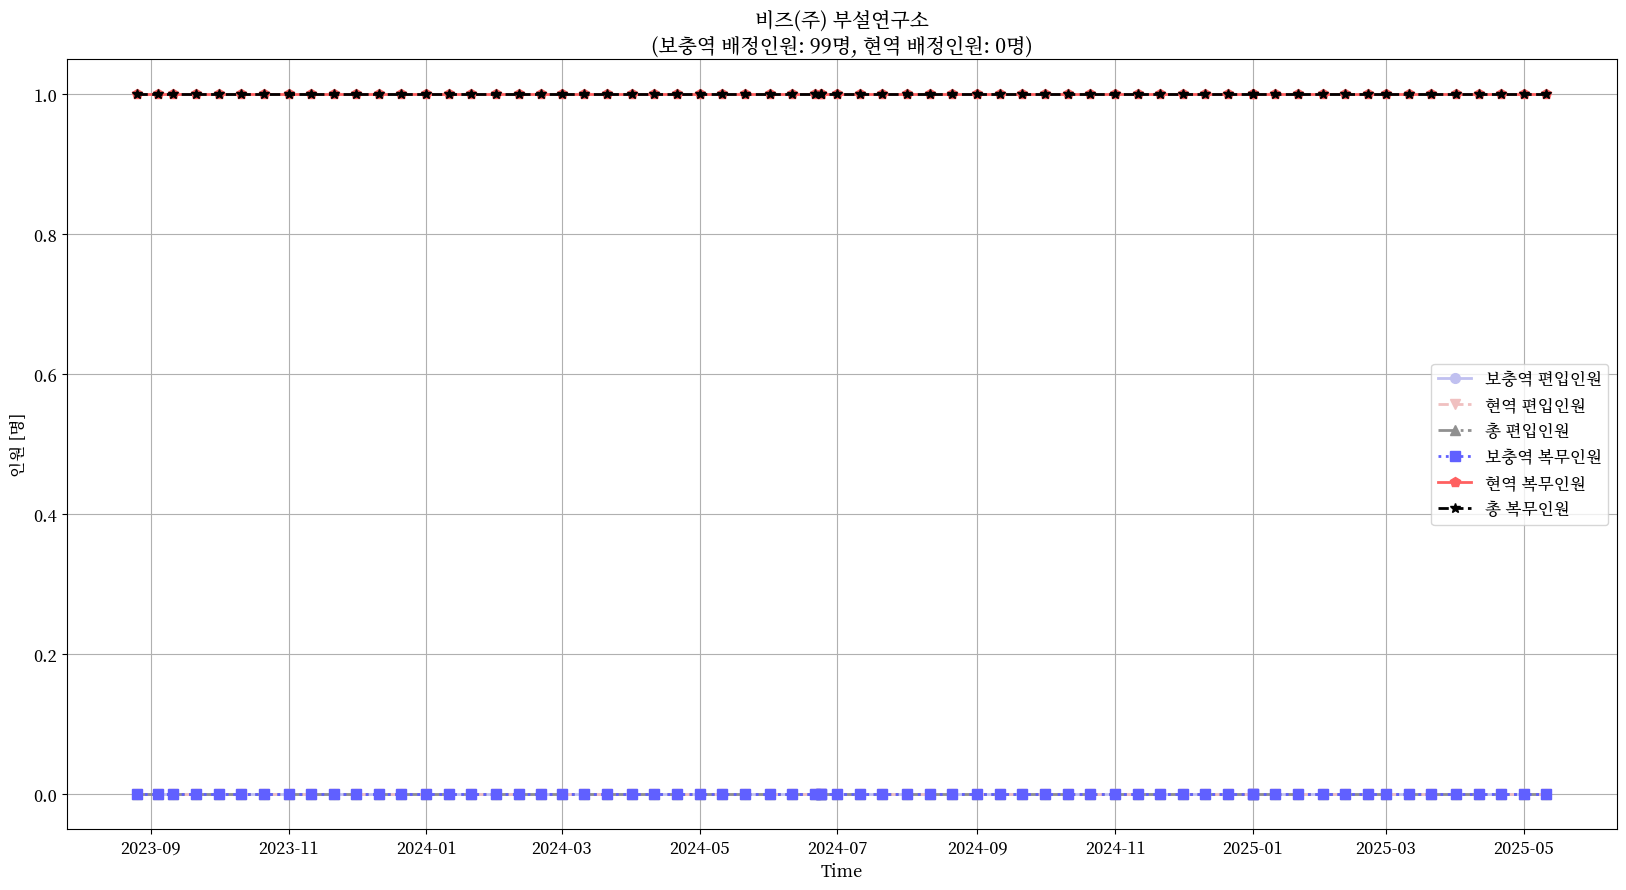 비즈(주) 부설연구소
(보충역 배정인원: 99명, 현역 배정인원: 0명)
1.0
0.8
0.6
0.4
0.2
0.0
인원 [명]
보충역 편입인원
현역 편입인원
총 편입인원
보충역 복무인원
현역 복무인원
총 복무인원
2023-09 2023-11 2024-01 2024-03 2024-05 2024-07 2024-09 2024-11 2025-01 2025-03 2025-05
Time